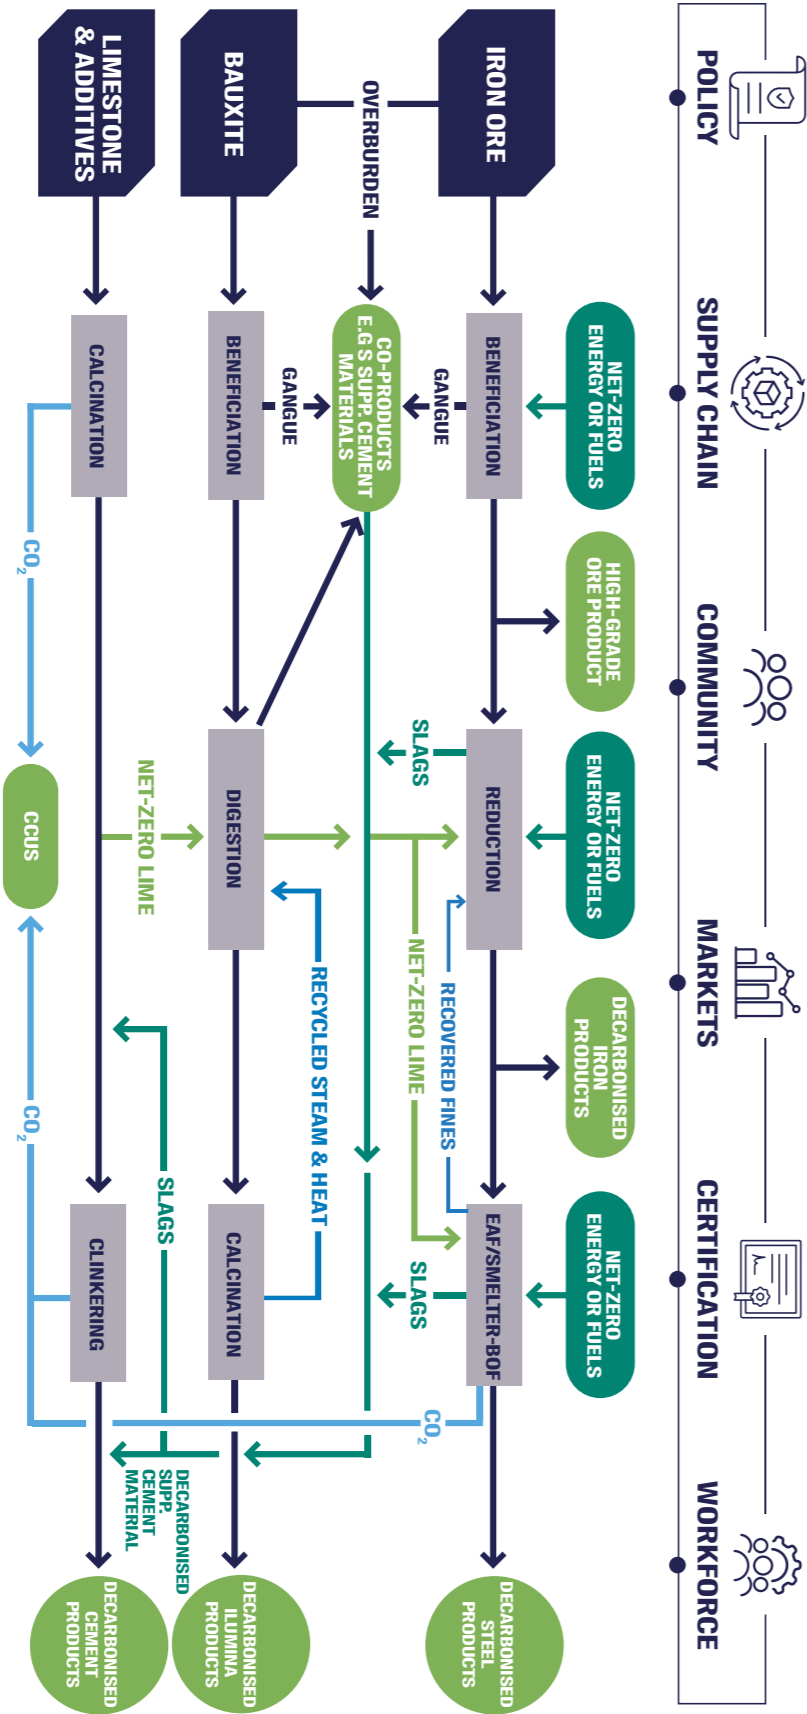 POLICY
SUPPLY CHAIN
COMMUNITY
MARKETS
CERTIFICATION
WORKFORCE
NET-ZERO
ENERGY OR FUELS
HIGH-GRADE
ORE PRODUCT
NET-ZERO
ENERGY OR FUELS
DECARBONISED
IRON
PRODUCTS
NET-ZERO
ENERGY OR FUELS
IRON ORE
BENEFICIATION
REDUCTION
EAF/SMELTER-BOF
DECARBONISED
STEEL
PRODUCTS
GANGUE
SLAGS
RECOVERED FINES
NET-ZERO LIME
SLAGS
CO2
OVERBURDEN
CO-PRODUCTS
E.G S SUPP. CEMENT
MATERIALS
GANGUE
RECYCLED STEAM & HEAT
BAUXITE
BENEFICIATION
DIGESTION
CALCINATION
DECARBONISED
ILUMINA
PRODUCTS
NET-ZERO LIME
SLAGS
DECARBONISED
SUPP.
CEMENT
MATERIAL
LIMESTONE
& ADDITIVES
CALCINATION
CLINKERING
DECARBONISED
CEMENT
PRODUCTS
CO2
CCUS
CO2